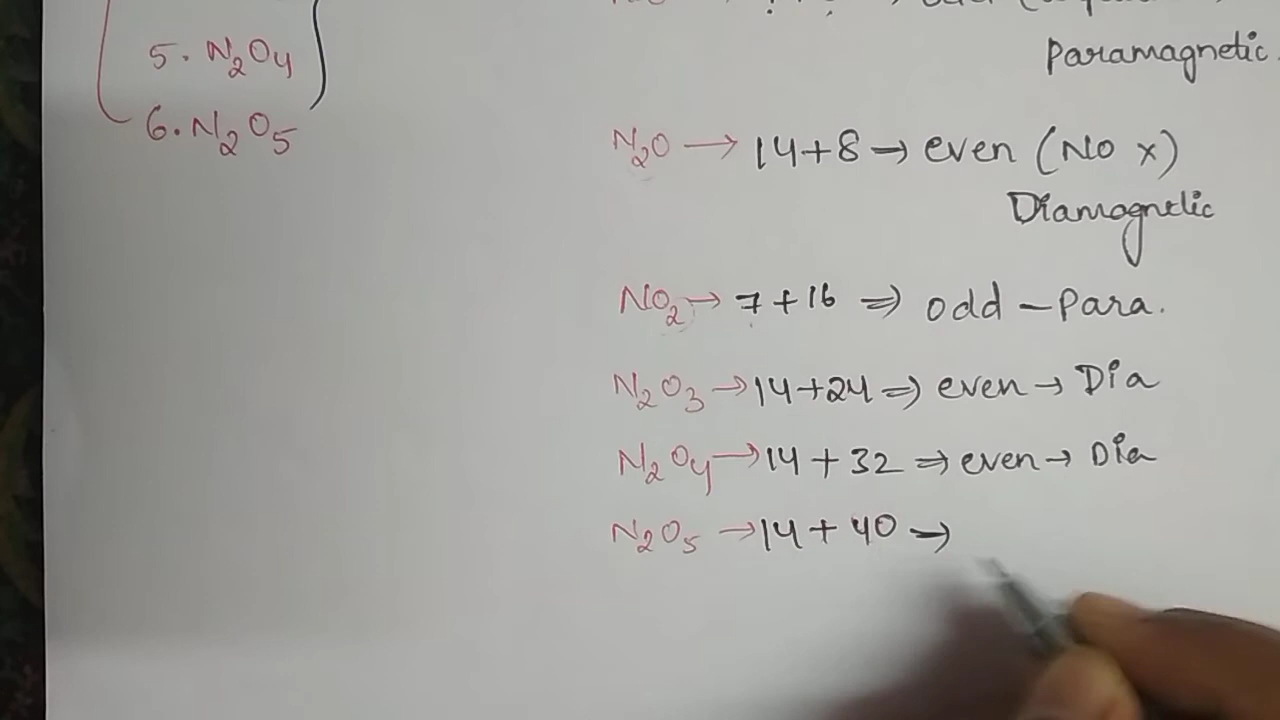 5. N₂O₄
6. N₂O₅
Paramagnetic.
N₂O → 14+8 → even (No x)
Diamagnetic
NO₂ → 7+16 ⇒ odd – Para.
N₂O₃ → 14+24 ⇒ even → Dia
N₂O₄ → 14+32 ⇒ even → Dia
N₂O₅ → 14+40 →